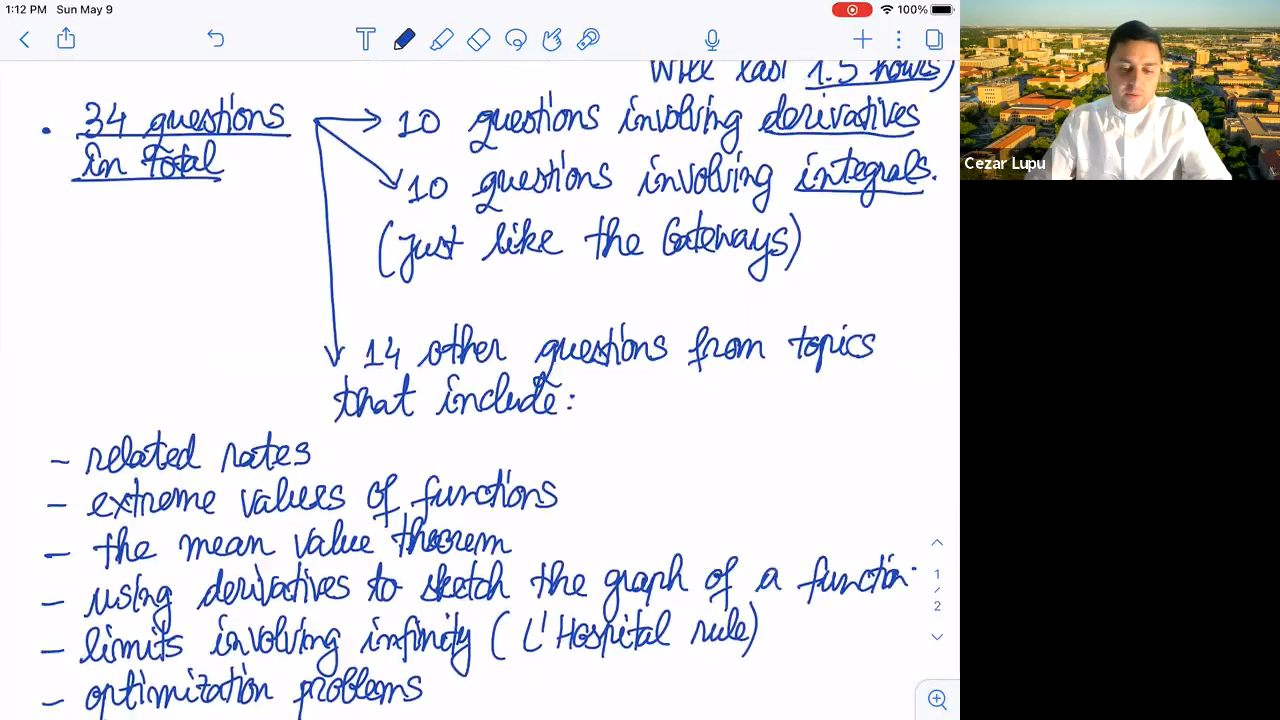 1:12 PM Sun May 9
100%
will last 1.5 hours)
. 34 questions → 10 questions involving derivatives
in total 10 questions involving integrals.
(just like the Gateways)
14 other questions from topics
that include:
- related rates
- extreme values of functions
- the mean value theorem
- using derivatives to sketch the graph of a function.
- limits involving infinity (L'Hospital rule)
- optimization problems
1
/
2
Cezar Lupu